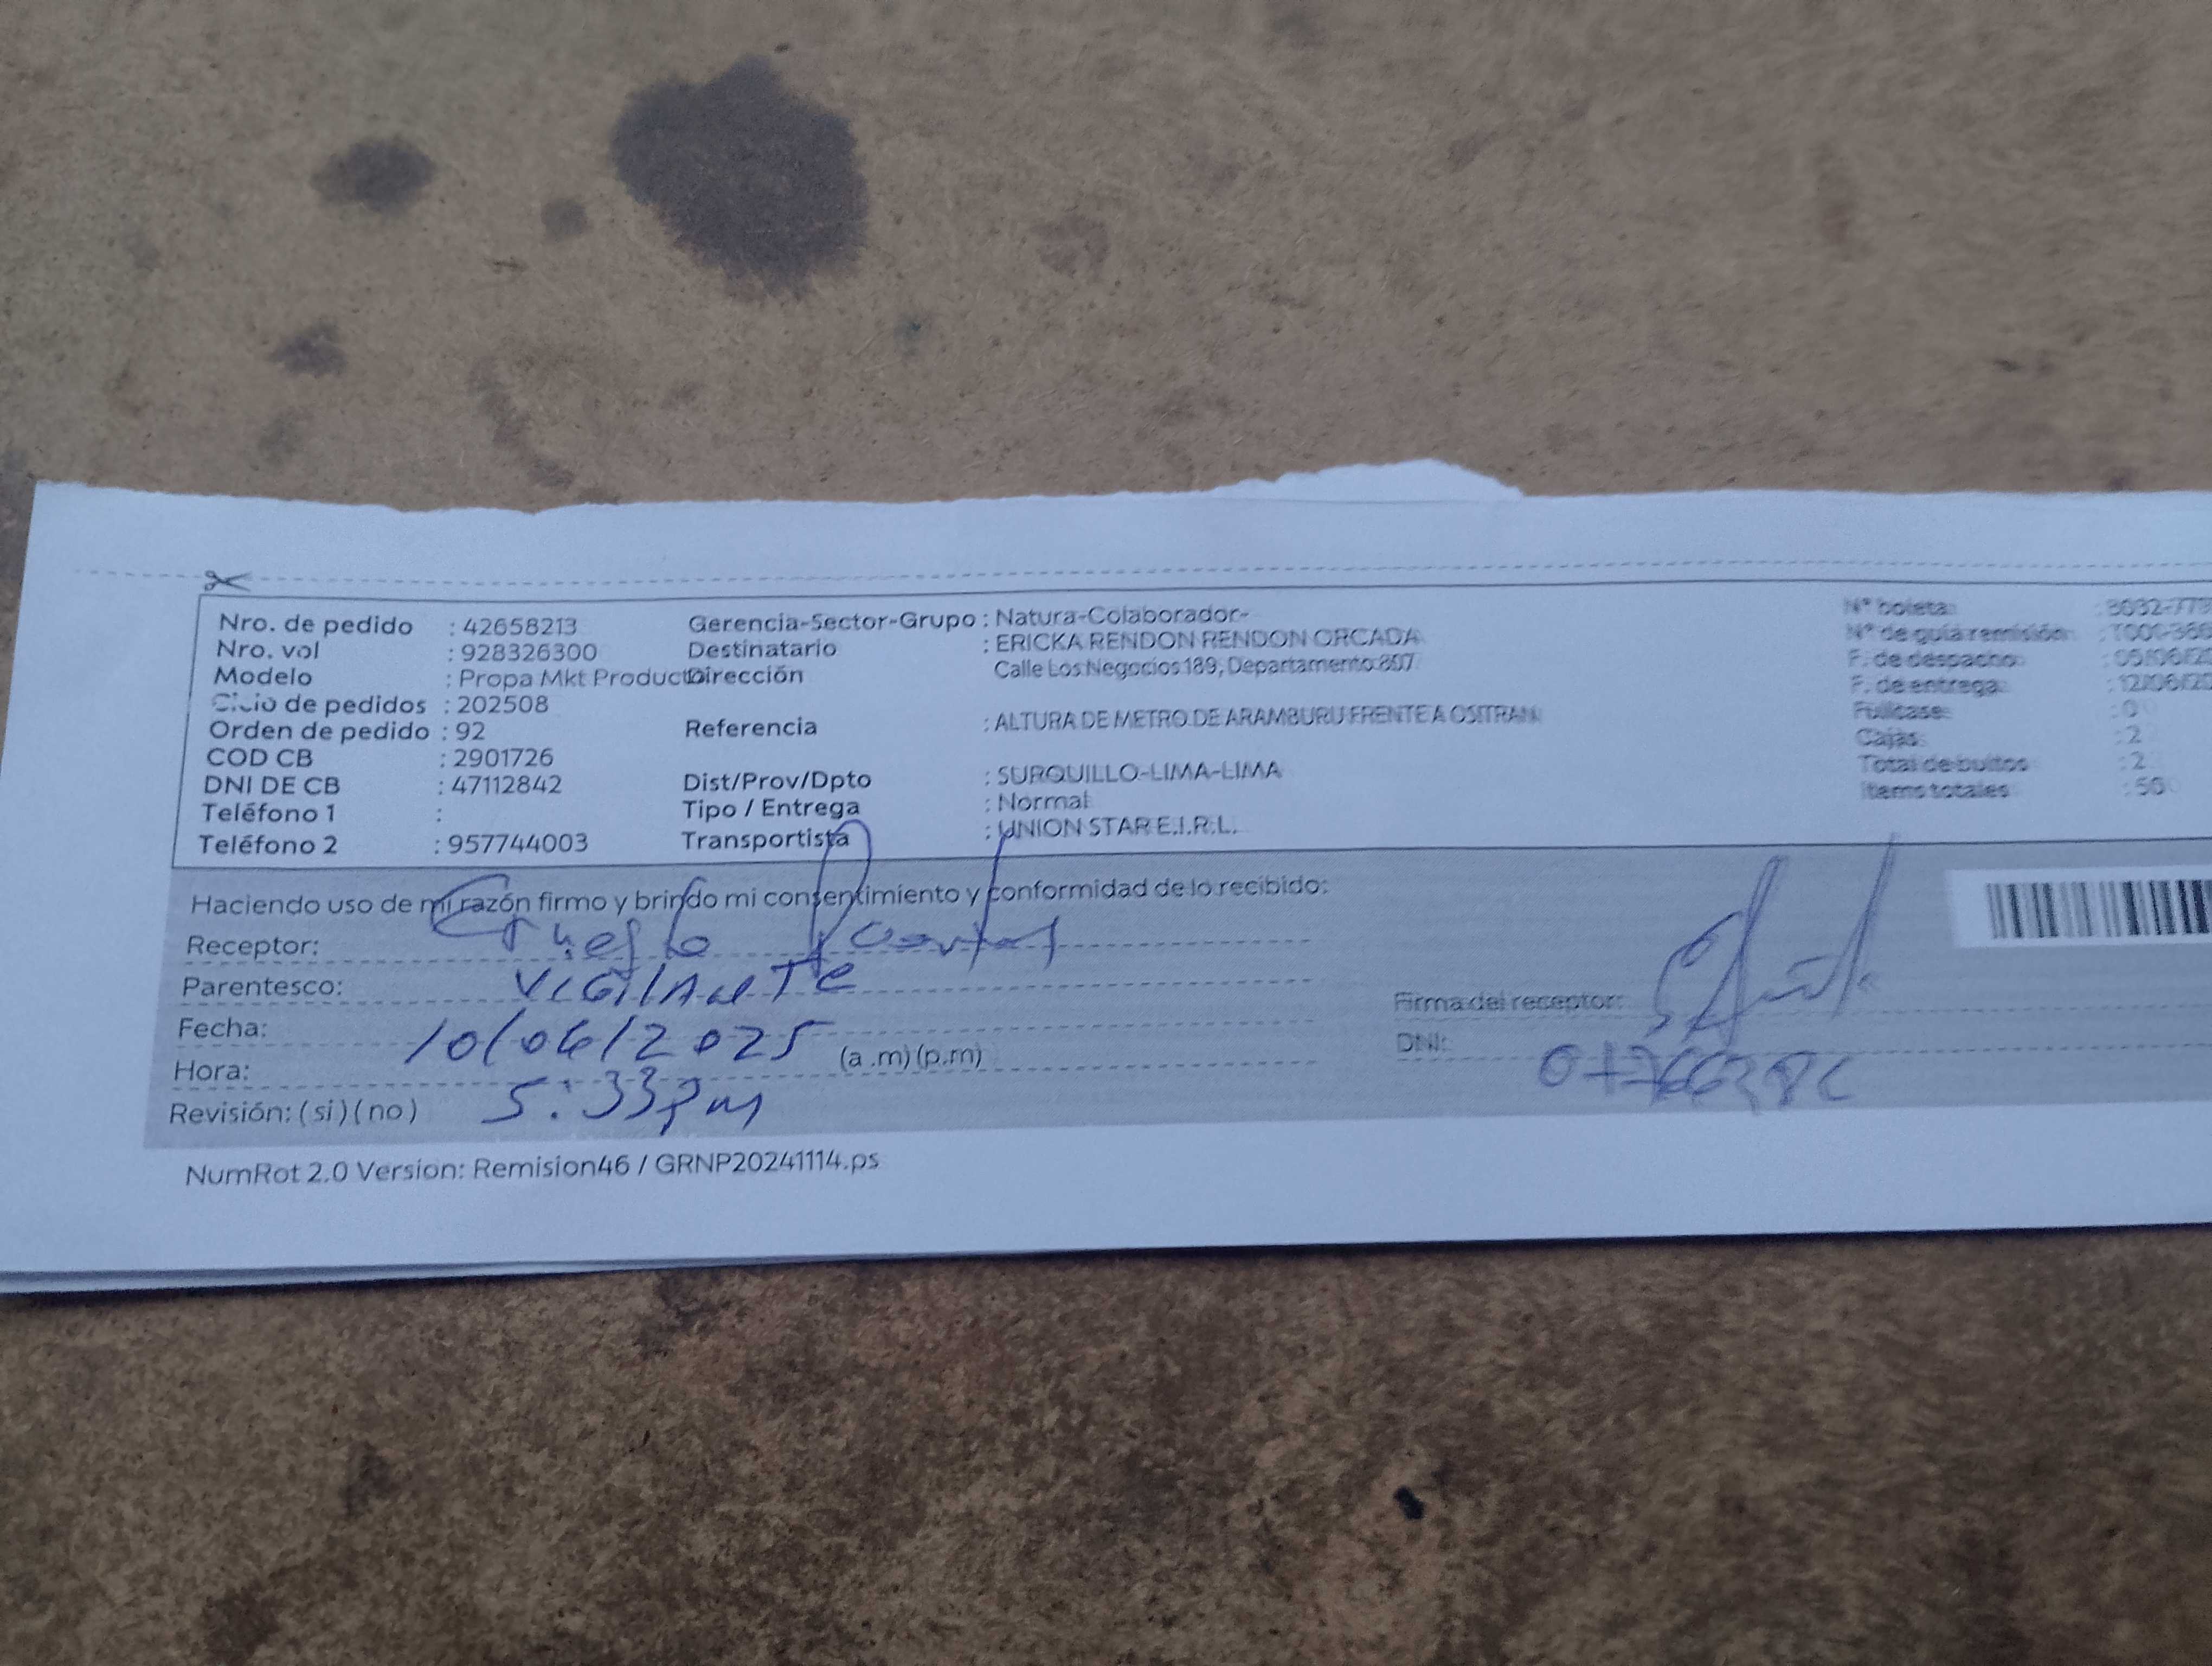 Nro. de pedido : 42658213
Nro. vol : 928326300
Modelo : Propa Mkt Producto
Ciclo de pedidos : 202508
Orden de pedido : 92
COD CB : 2901726
DNI DE CB : 47112842
Teléfono 1 :
Teléfono 2 : 957744003
Gerencia-Sector-Grupo : Natura-Colaborador-
Destinatario : ERICKA RENDON RENDON ORCADA
Dirección Calle Los Negocios 189, Departamento 807
Referencia : ALTURA DE METRO DE ARAMBURU FRENTE A OSITRAN
Dist/Prov/Dpto : SURQUILLO-LIMA-LIMA
Tipo / Entrega : Normal
Transportista : UNION STAR E.I.R.L.
N° boleta
N° de guía remisión
F. de despacho
F. de entrega : 12/06/20
Fullcase : 0
Cajas : 2
Total de bultos : 2
Items totales : 50
Haciendo uso de mi razón firmo y brindo mi consentimiento y conformidad de lo recibido:
Receptor: Ernesto
Parentesco: VIGILANTE
Fecha: 10/06/2025
Hora: 5:33pm (a.m) (p.m)
Revisión: (si) (no)
Firma del receptor:
DNI:
NumRot 2.0 Version: Remision46 / GRNP20241114.ps